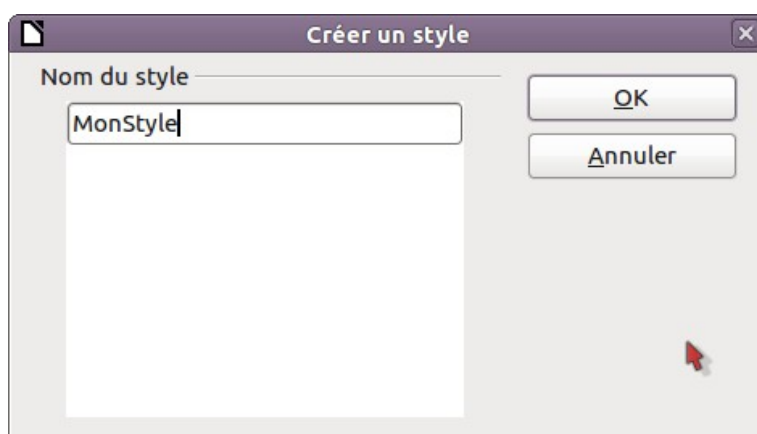 Créer un style
Nom du style
OK
MonStyle
Annuler